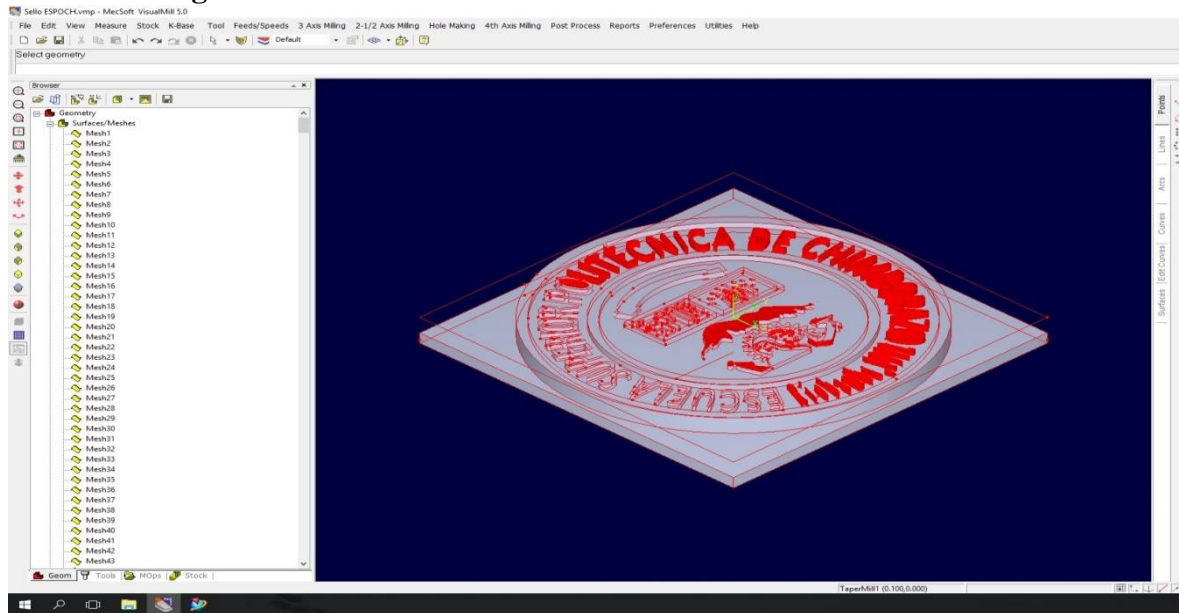 Sello ESPOCH.vmp - MecSoft VisualMill 5.0
File Edit View Measure Stock K-Base Tool Feeds/Speeds 3 Axis Milling 2-1/2 Axis Milling Hole Making 4th Axis Milling Post Process Reports Preferences Utilities Help
Default
Select geometry
Browser
Geometry
Surfaces/Meshes
Mesh1
Mesh2
Mesh3
Mesh4
Mesh5
Mesh6
Mesh7
Mesh8
Mesh9
Mesh10
Mesh11
Mesh12
Mesh13
Mesh14
Mesh15
Mesh16
Mesh17
Mesh18
Mesh19
Mesh20
Mesh21
Mesh22
Mesh23
Mesh24
Mesh25
Mesh26
Mesh27
Mesh28
Mesh29
Mesh30
Mesh31
Mesh32
Mesh33
Mesh34
Mesh35
Mesh36
Mesh37
Mesh38
Mesh39
Mesh40
Mesh41
Mesh42
Mesh43
Geom Tools MOps Stock
ESCUELA SUPERIOR POLITECNICA DE CHIMBORAZO
Points
Lines
Arcs
Curves
Edit Curves
Surfaces
TaperMill1 (0.100,0.000)